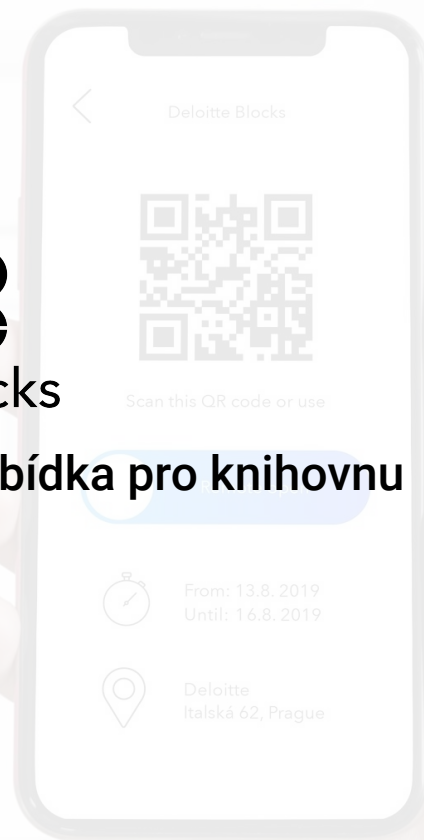 Deloitte Blocks
Scan this QR code or use
cks
bídka pro knihovnu
From: 13.8. 2019
Until: 16.8. 2019
Deloitte
Italská 62, Prague